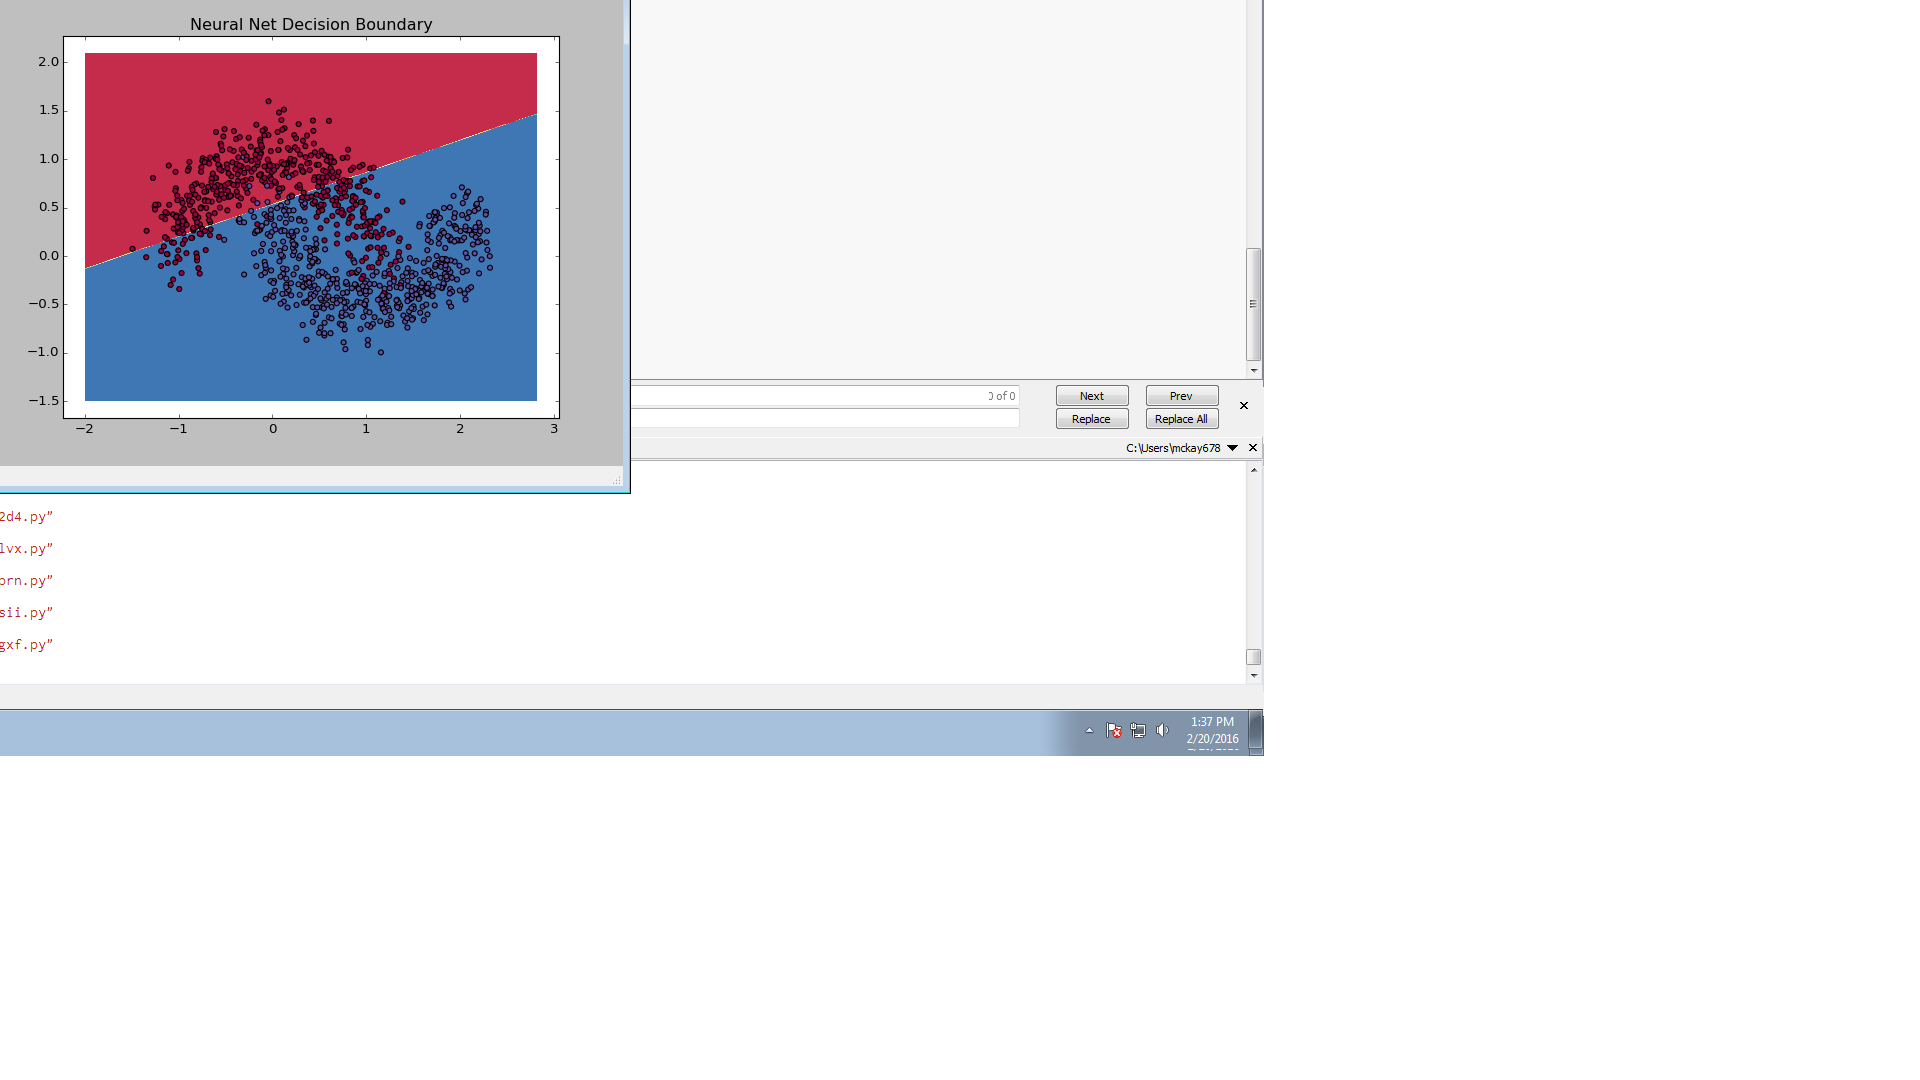 Neural Net Decision Boundary
2.0
1.5
1.0
0.5
0.0
−0.5
−1.0
−1.5
−2 −1 0 1 2 3
0 of 0
Next Prev
Replace Replace All
C:\Users\mckay678
2d4.py"
lvx.py"
orn.py"
sii.py"
gxf.py"
1:37 PM
2/20/2016